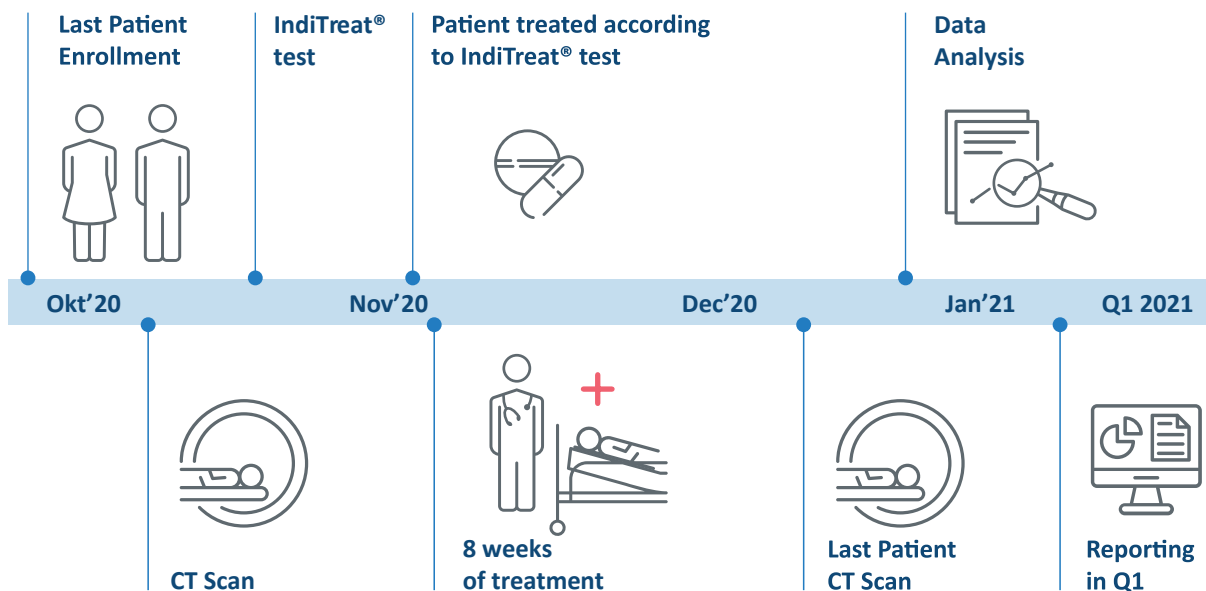 Last Patient
Enrollment
IndiTreat®
test
Patient treated according
to IndiTreat® test
Data
Analysis
Okt’20
Nov’20
Dec’20
Jan’21
Q1 2021
CT Scan
8 weeks
of treatment
Last Patient
CT Scan
Reporting
in Q1